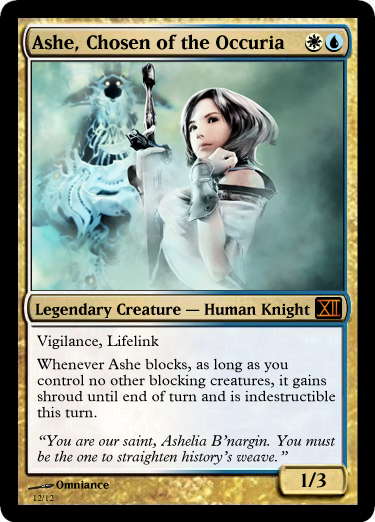 Ashe, Chosen of the Occuria
Legendary Creature — Human Knight XII
Vigilance, Lifelink
Whenever Ashe blocks, as long as you
control no other blocking creatures, it gains
shroud until end of turn and is indestructible
this turn.
“You are our saint, Ashelia B’nargin. You must
be the one to straighten history’s weave.”
1/3
Omniance
12/12